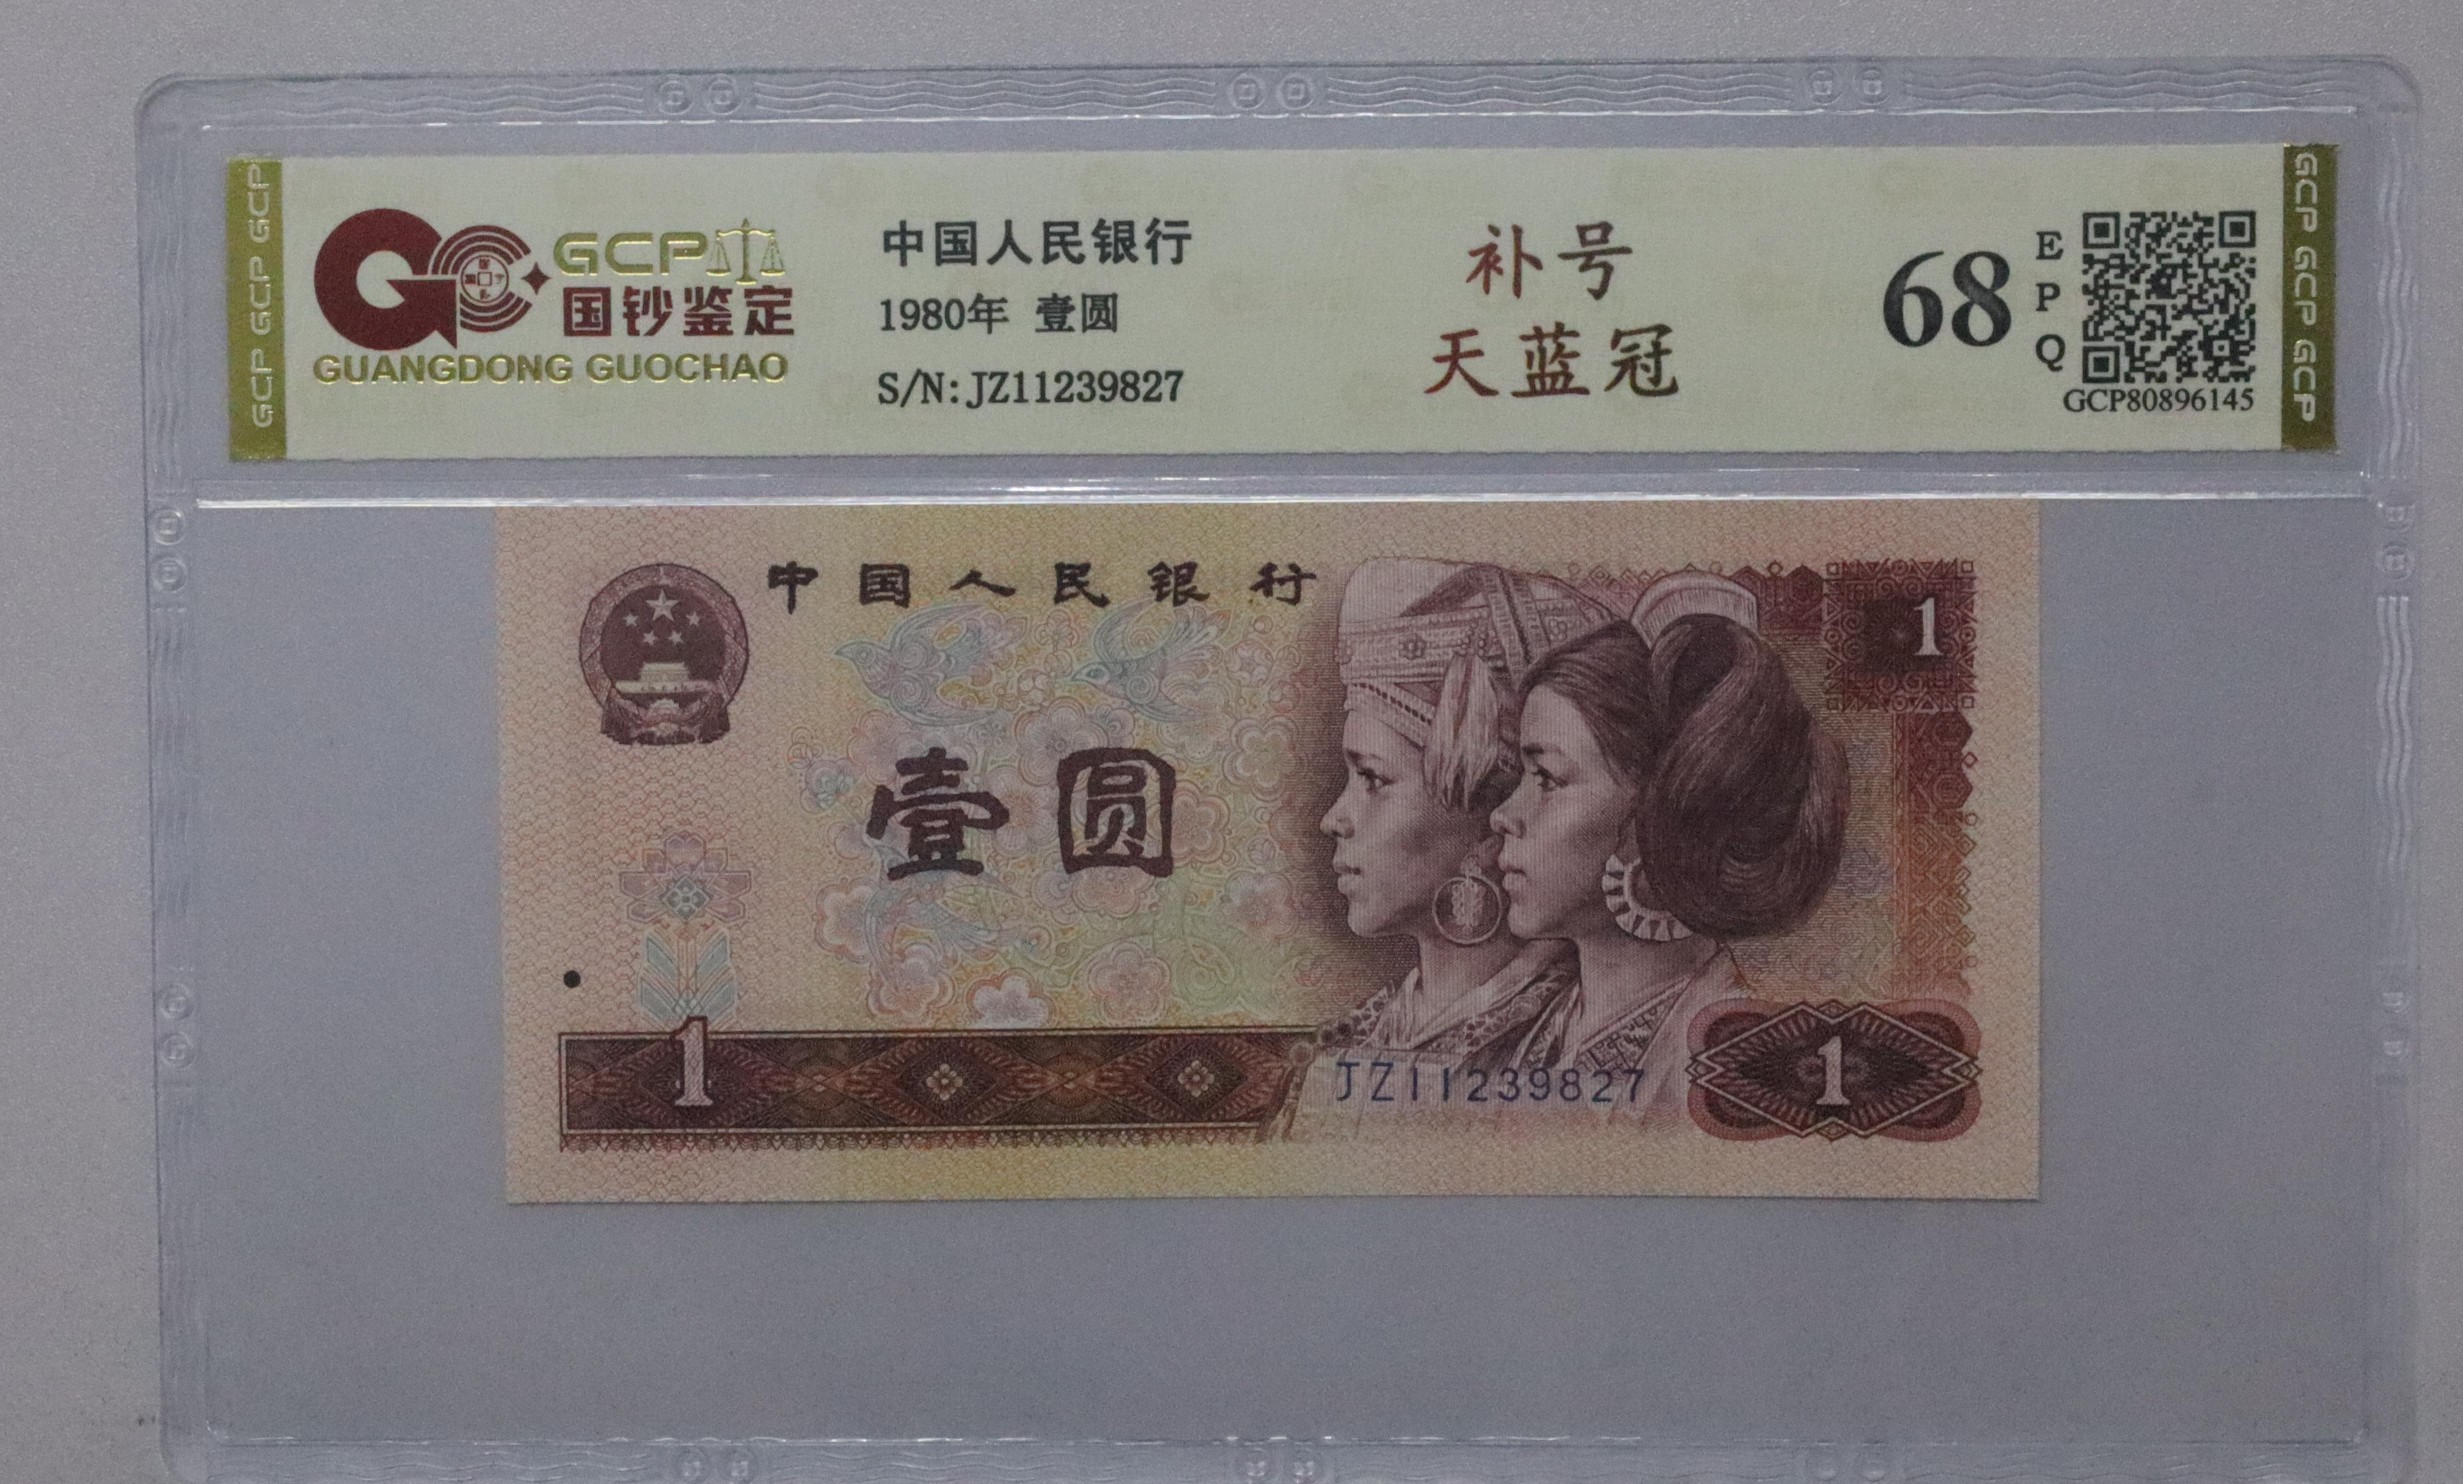 GCP GCP GCP
GCP
国钞鉴定
GUANGDONG GUOCHAO
中国人民银行
1980年 壹圆
S/N:JZ11239827
补号
天蓝冠
68
E
P
Q
GCP80896145
GCP GCP GCP
中国人民银行
1
壹圆
1
JZ11239827
1